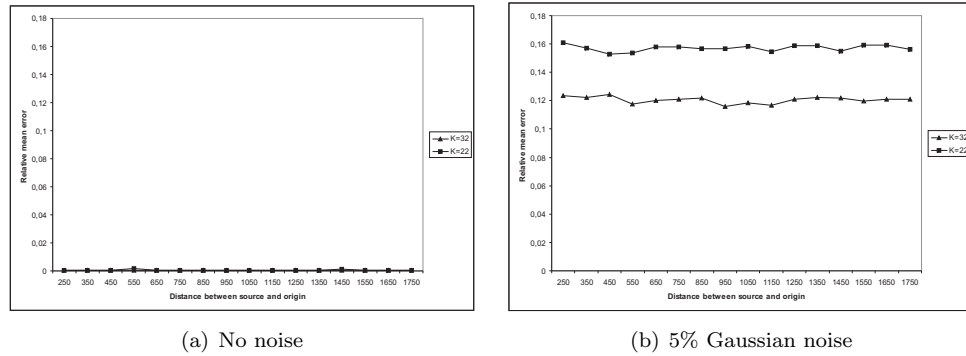 0,18
0,16
0,14
0,12
0,1
0,08
0,06
0,04
0,02
0
Relative mean error
250 350 450 550 650 750 850 950 1050 1150 1250 1350 1450 1550 1650 1750
Distance between source and origin
K=32
K=22
(a) No noise
0,18
0,16
0,14
0,12
0,1
0,08
0,06
0,04
0,02
0
Relative mean error
250 350 450 550 650 750 850 950 1050 1150 1250 1350 1450 1550 1650 1750
Distance between source and origin
K=32
K=22
(b) 5% Gaussian noise